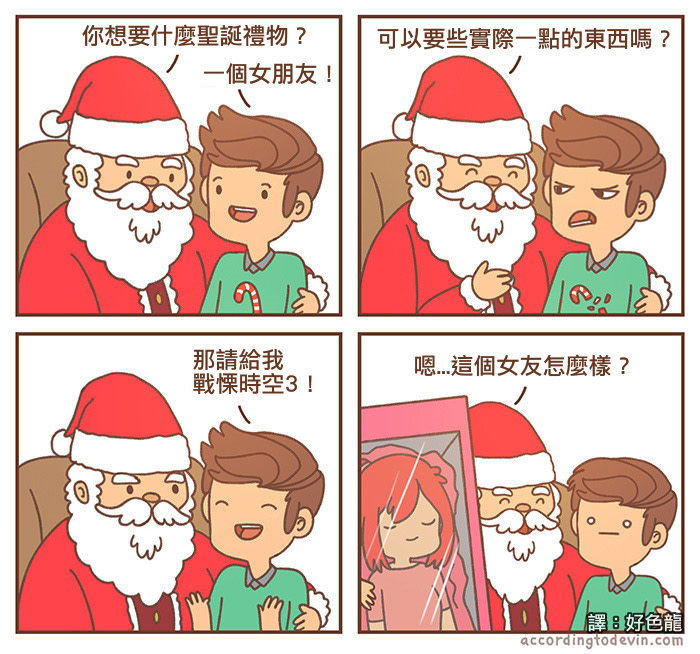 你想要什麼聖誕禮物？
一個女朋友！
可以要些實際一點的東西嗎？
那請給我
戰慄時空3！
嗯...這個女友怎麼樣？
譯：好色龍
accordingtodevin.com